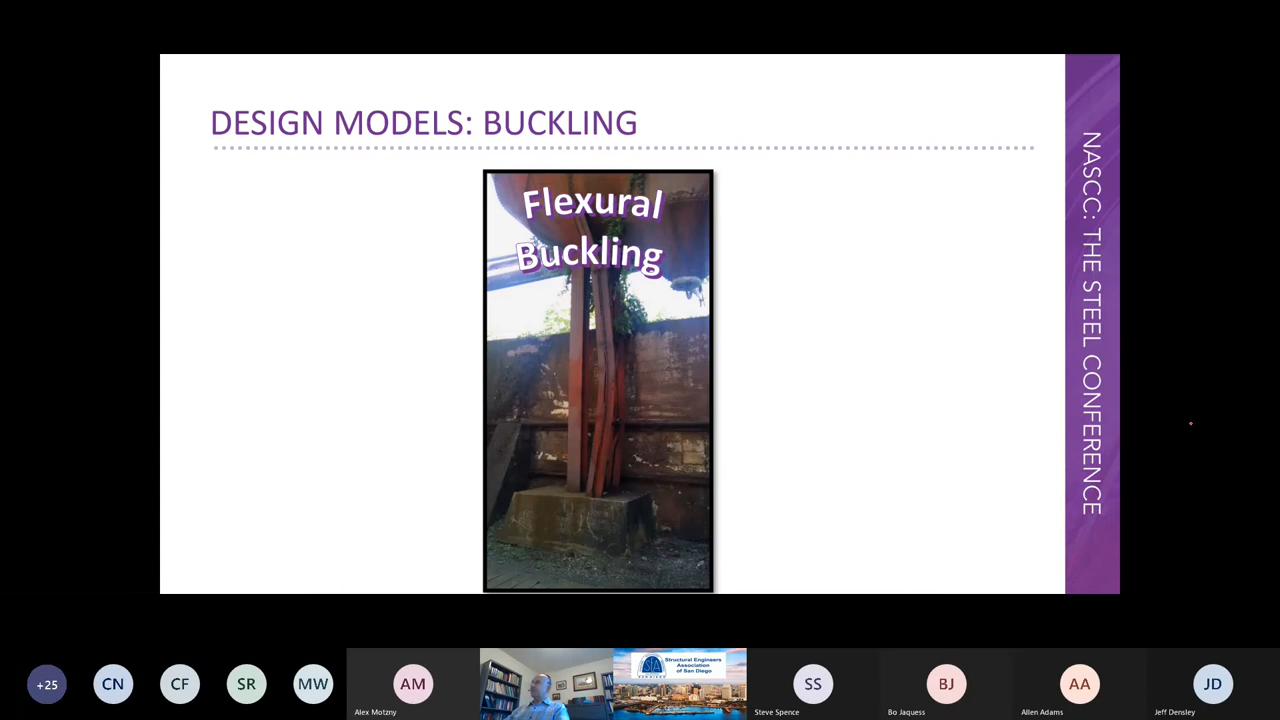 DESIGN MODELS: BUCKLING
Flexural
Buckling
NASCC: THE STEEL CONFERENCE
+25
CN
CF
SR
MW
AM
Alex Motzny
Structural Engineers
Association
of San Diego
SS
Steve Spence
BJ
Bo Jaquess
AA
Allen Adams
JD
Jeff Densley